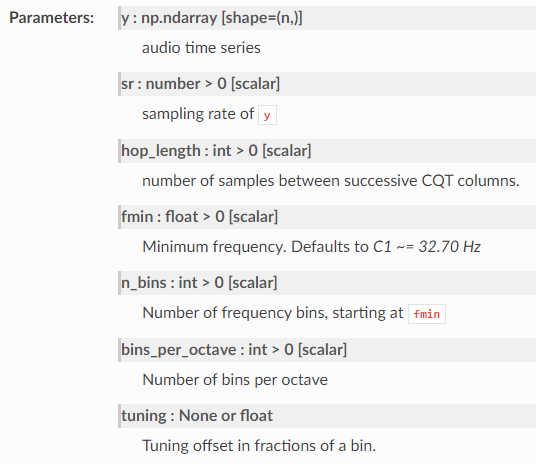 Parameters:
y : np.ndarray [shape=(n,)]
audio time series
sr : number > 0 [scalar]
sampling rate of y
hop_length : int > 0 [scalar]
number of samples between successive CQT columns.
fmin : float > 0 [scalar]
Minimum frequency. Defaults to C1 ~= 32.70 Hz
n_bins : int > 0 [scalar]
Number of frequency bins, starting at fmin
bins_per_octave : int > 0 [scalar]
Number of bins per octave
tuning : None or float
Tuning offset in fractions of a bin.